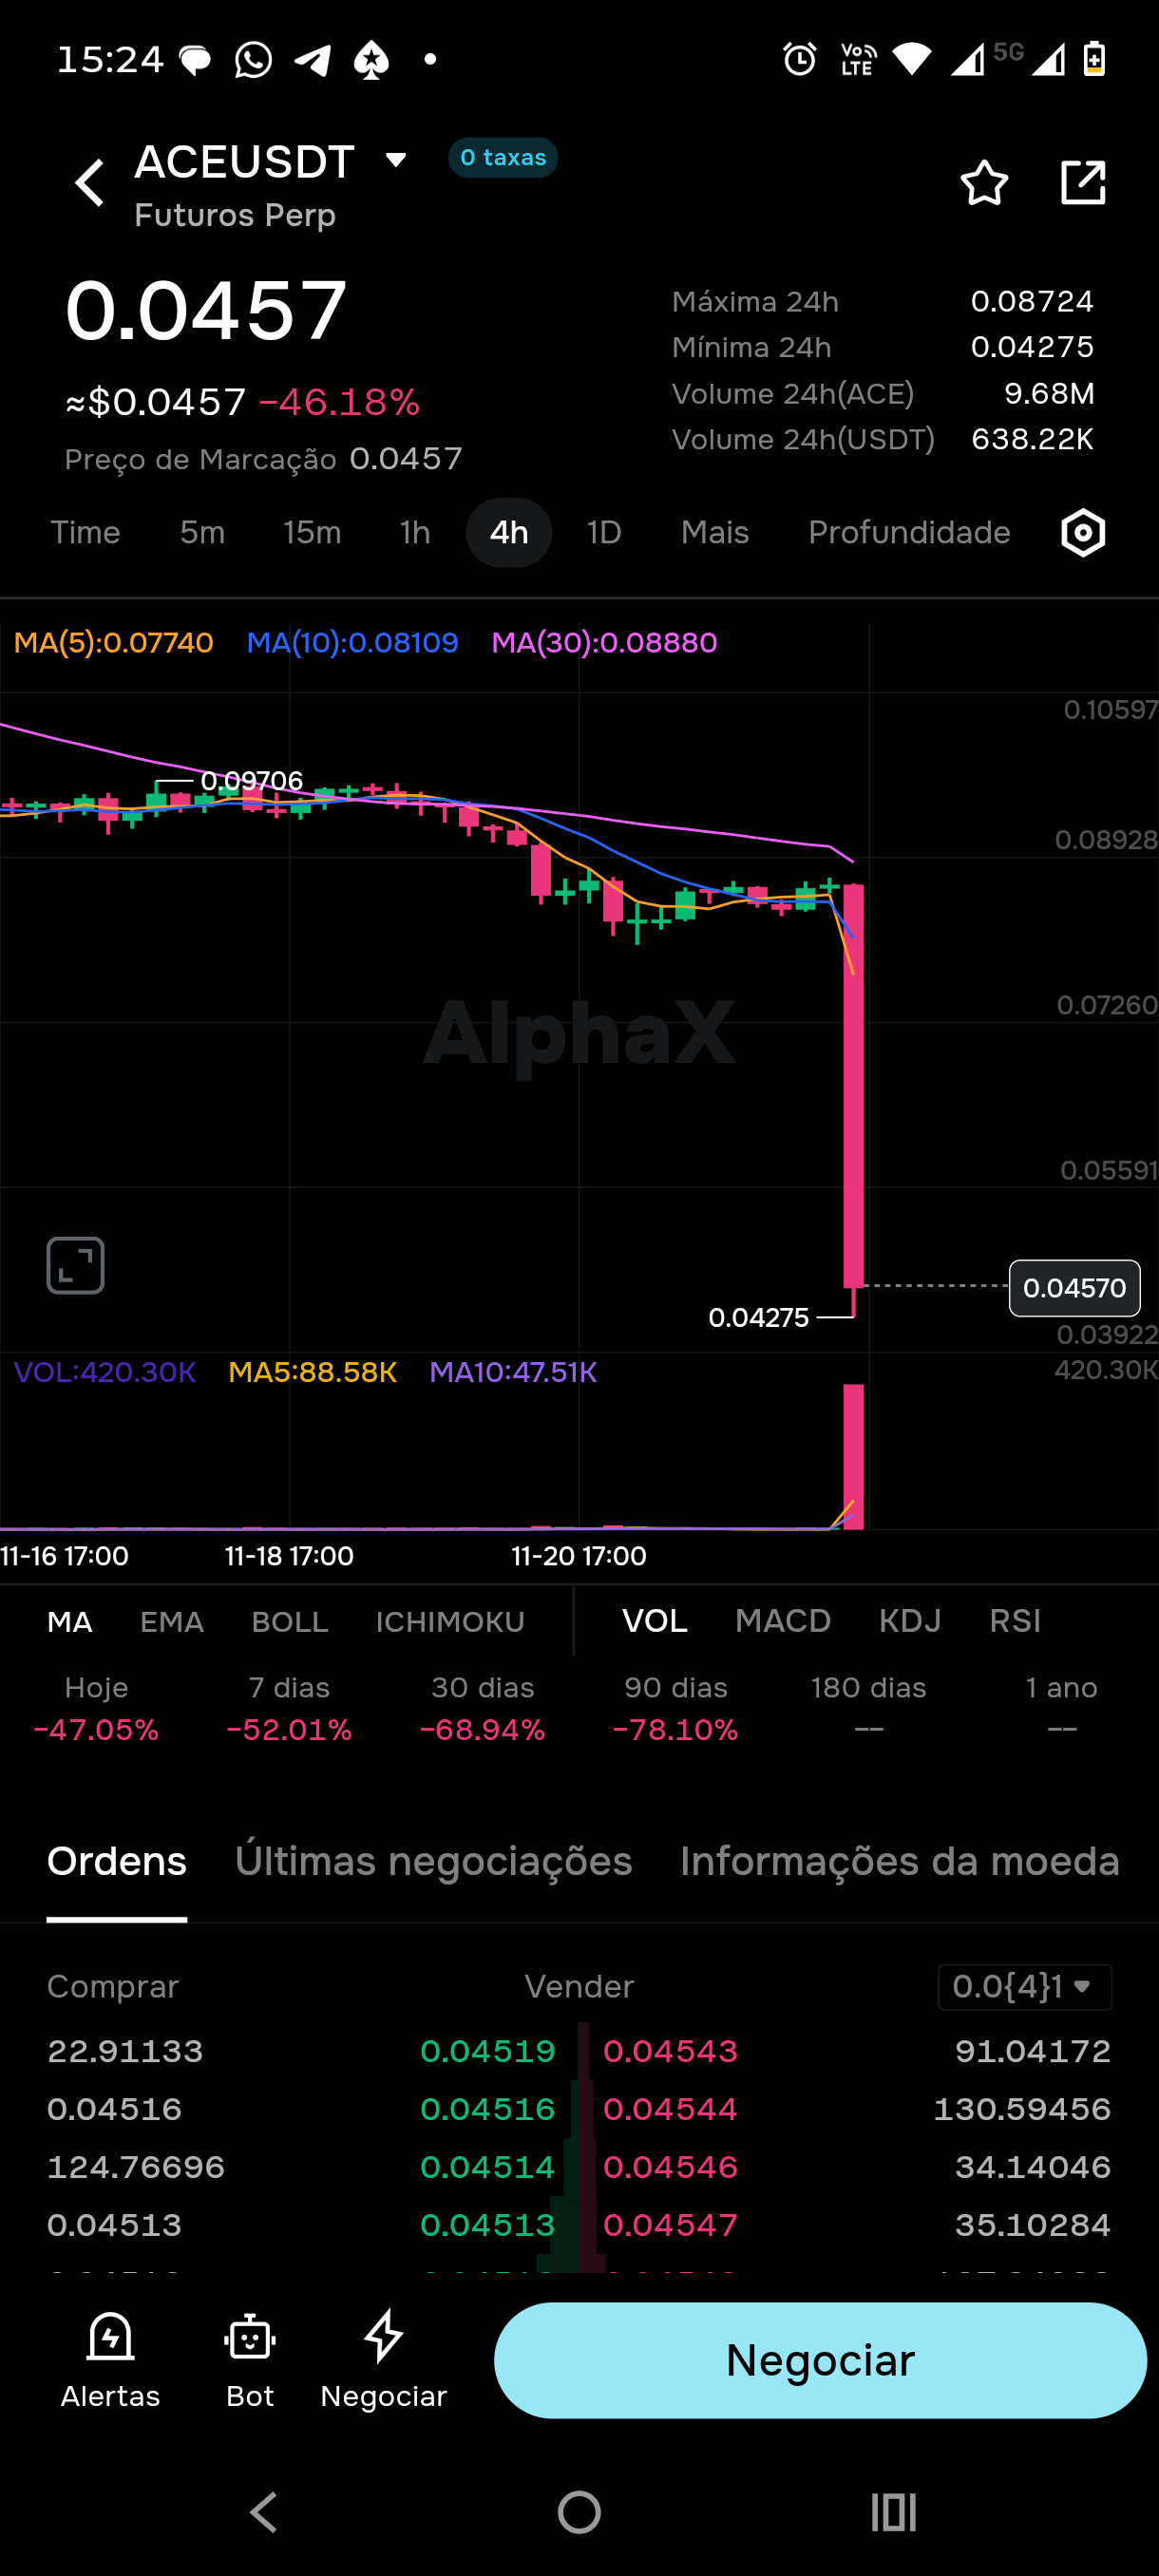 15:24
Vo LTE 5G
ACEUSDT 0 taxas
Futuros Perp
0.0457
≈$0.0457 -46.18%
Preço de Marcação 0.0457
Máxima 24h 0.08724
Mínima 24h 0.04275
Volume 24h(ACE) 9.68M
Volume 24h(USDT) 638.22K
Time 5m 15m 1h 4h 1D Mais Profundidade
MA(5):0.07740 MA(10):0.08109 MA(30):0.08880
0.10597
0.09706
0.08928
0.07260
AlphaX
0.05591
0.04570
0.04275
0.03922
VOL:420.30K MA5:88.58K MA10:47.51K 420.30K
11-16 17:00 11-18 17:00 11-20 17:00
MA EMA BOLL ICHIMOKU VOL MACD KDJ RSI
Hoje 7 dias 30 dias 90 dias 180 dias 1 ano
-47.05% -52.01% -68.94% -78.10% -- --
Ordens Últimas negociações Informações da moeda
Comprar Vender 0.0{4}1
22.91133 0.04519 0.04543 91.04172
0.04516 0.04516 0.04544 130.59456
124.76696 0.04514 0.04546 34.14046
0.04513 0.04513 0.04547 35.10284
Alertas Bot Negociar Negociar